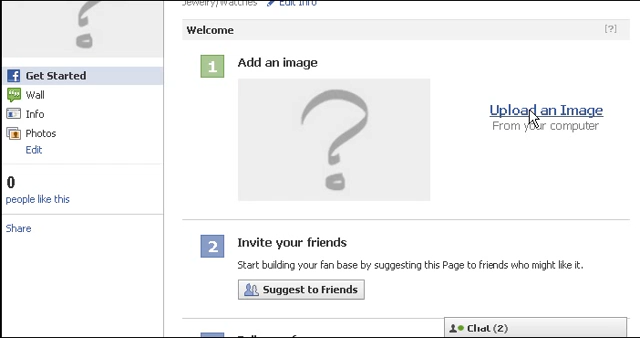 Jewelry/Watches Edit Info
Welcome [?]
1 Add an image
Upload an Image
From your computer
Get Started
Wall
Info
Photos
Edit
0
people like this
Share
2 Invite your friends
Start building your fan base by suggesting this Page to friends who might like it.
Suggest to Friends
Chat (2)